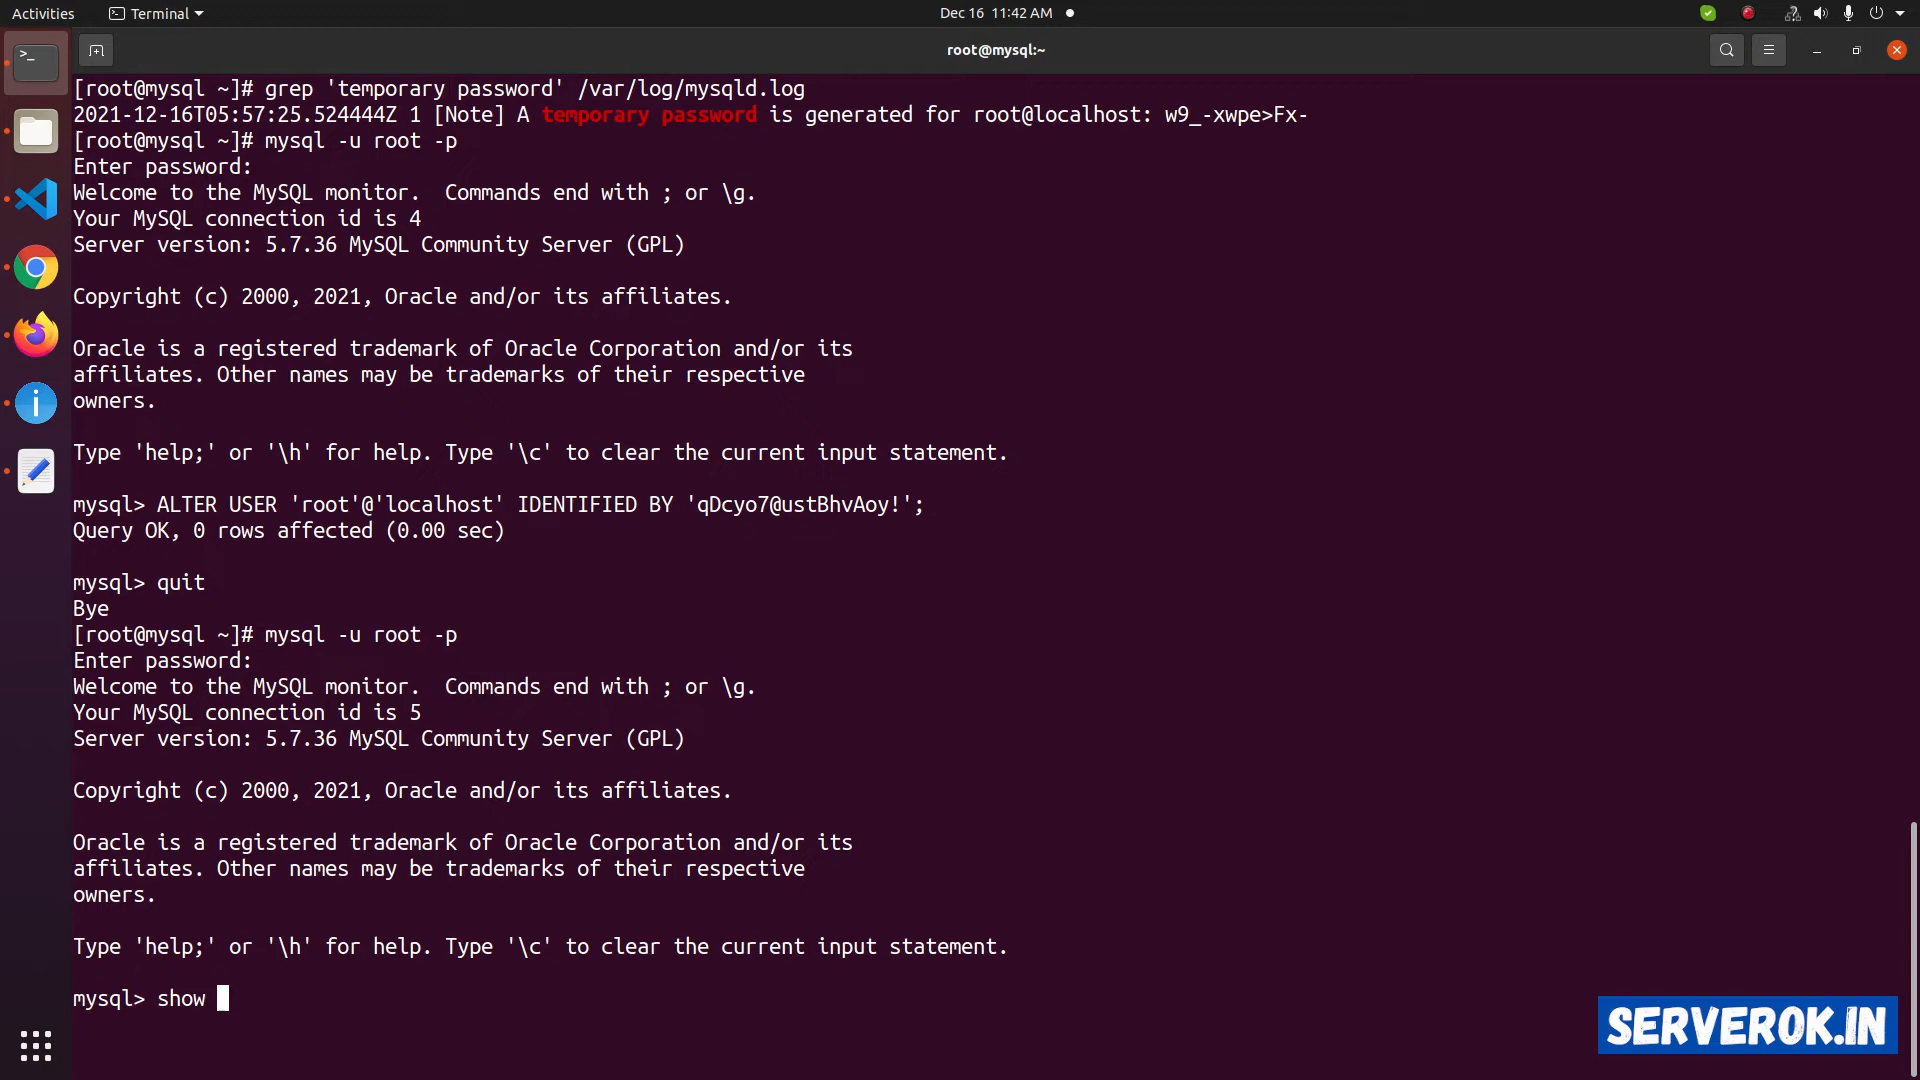 Activities
Terminal
Dec 16 11:42 AM
root@mysql:~
[root@mysql ~]# grep 'temporary password' /var/log/mysqld.log
2021-12-16T05:57:25.524444Z 1 [Note] A temporary password is generated for root@localhost: w9_-xwpe>Fx-
[root@mysql ~]# mysql -u root -p
Enter password:
Welcome to the MySQL monitor.  Commands end with ; or \g.
Your MySQL connection id is 4
Server version: 5.7.36 MySQL Community Server (GPL)
Copyright (c) 2000, 2021, Oracle and/or its affiliates.
Oracle is a registered trademark of Oracle Corporation and/or its
affiliates. Other names may be trademarks of their respective
owners.
Type 'help;' or '\h' for help. Type '\c' to clear the current input statement.
mysql> ALTER USER 'root'@'localhost' IDENTIFIED BY 'qDcyo7@ustBhvAoy!';
Query OK, 0 rows affected (0.00 sec)
mysql> quit
Bye
[root@mysql ~]# mysql -u root -p
Enter password:
Welcome to the MySQL monitor.  Commands end with ; or \g.
Your MySQL connection id is 5
Server version: 5.7.36 MySQL Community Server (GPL)
Copyright (c) 2000, 2021, Oracle and/or its affiliates.
Oracle is a registered trademark of Oracle Corporation and/or its
affiliates. Other names may be trademarks of their respective
owners.
Type 'help;' or '\h' for help. Type '\c' to clear the current input statement.
mysql> show
SERVEROK.IN